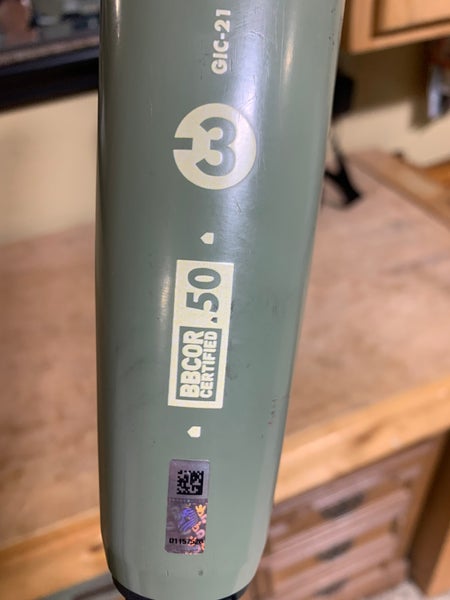 GIC-21
-3
BBCOR
CERTIFIED
.50